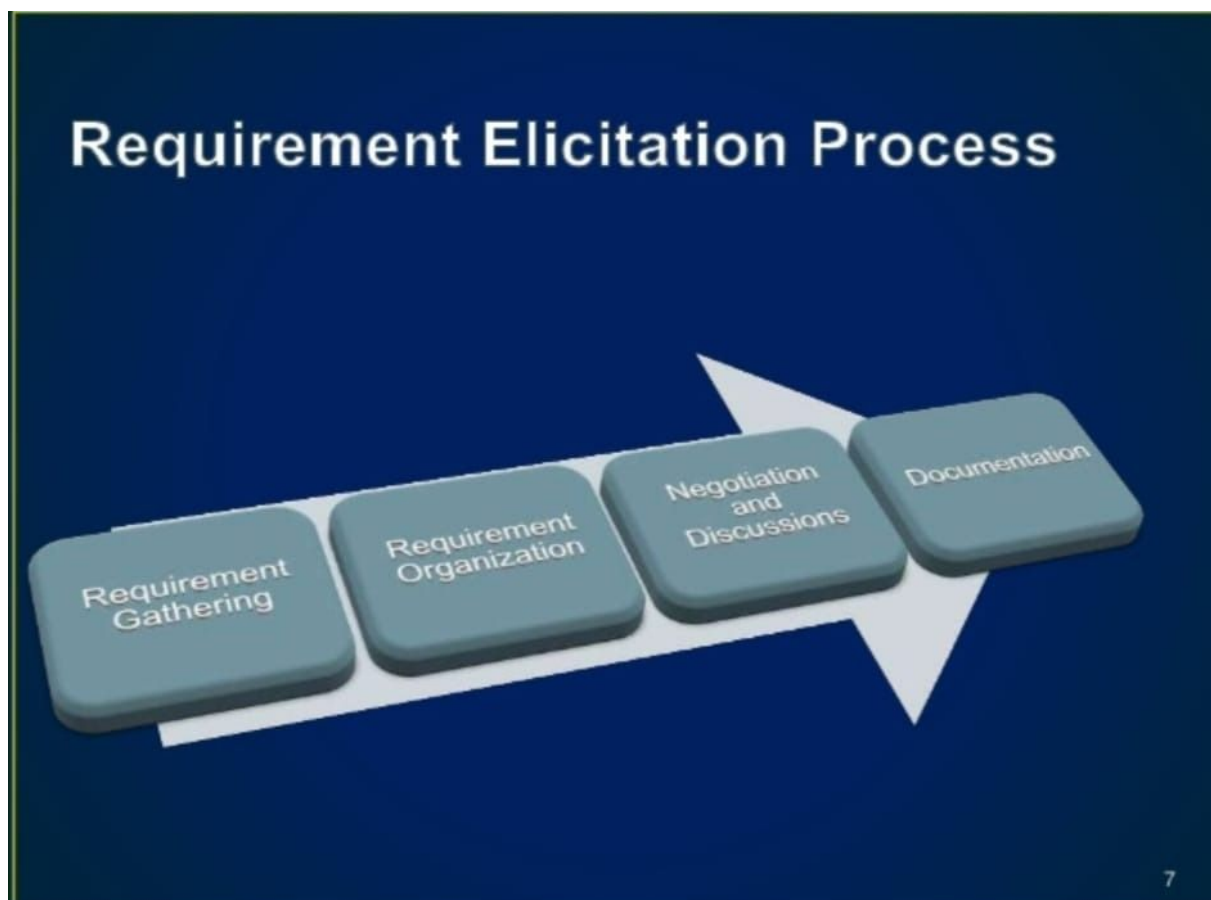 Requirement Elicitation Process
Requirement
Gathering
Requirement
Organization
Negotiation
and
Discussions
Documentation
7